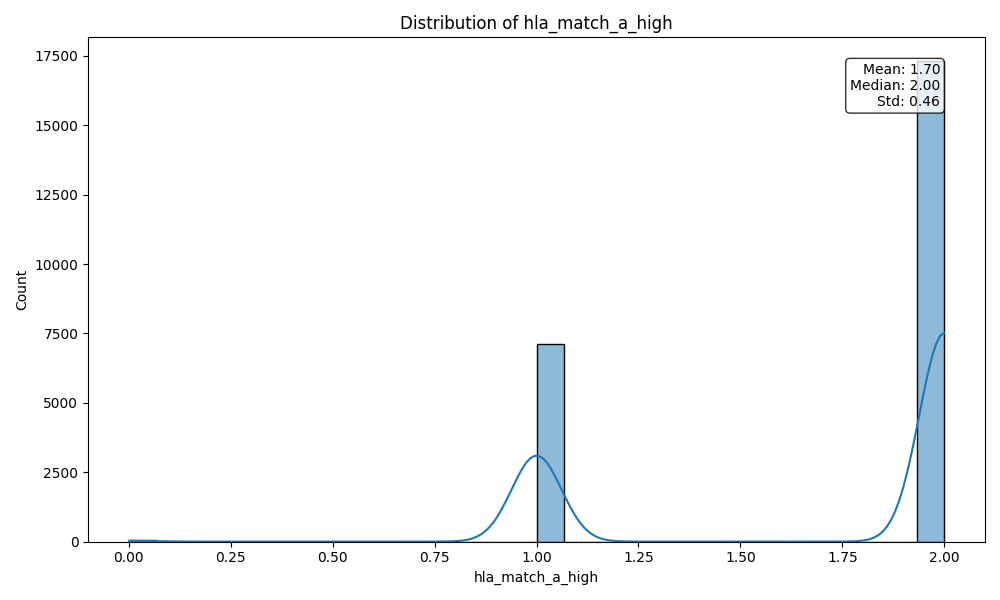 Distribution of hla_match_a_high
17500
15000
12500
10000
7500
5000
2500
0
Count
Mean: 1.70
Median: 2.00
Std: 0.46
0.00 0.25 0.50 0.75 1.00 1.25 1.50 1.75 2.00
hla_match_a_high